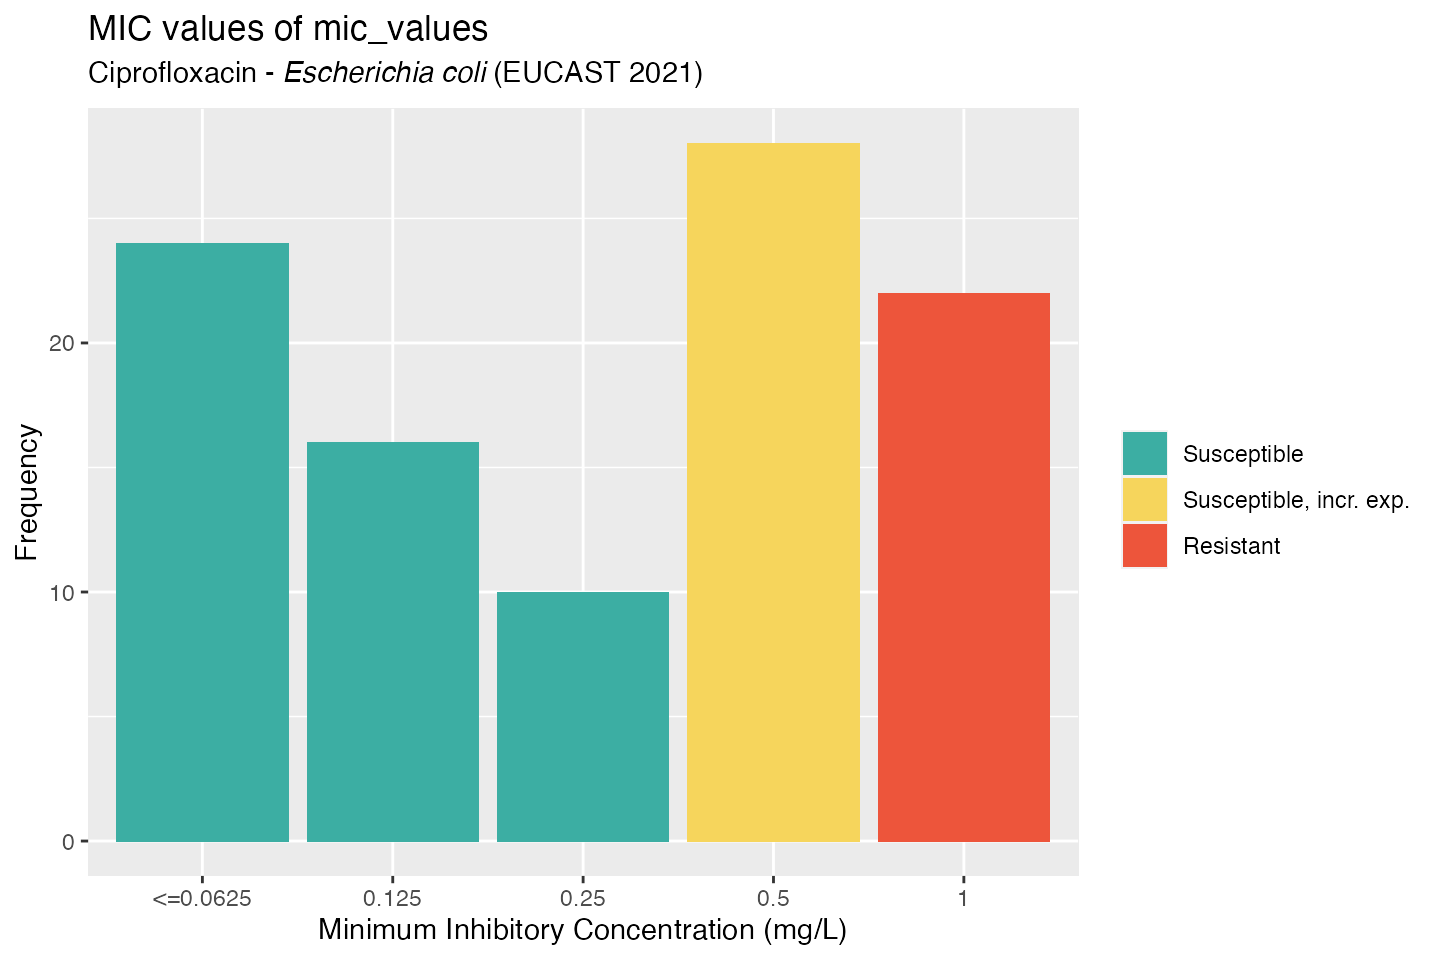 MIC values of mic_values
Ciprofloxacin - Escherichia coli (EUCAST 2021)
Frequency
20
10
0
<=0.0625
0.125
0.25
0.5
1
Minimum Inhibitory Concentration (mg/L)
Susceptible
Susceptible, incr. exp.
Resistant